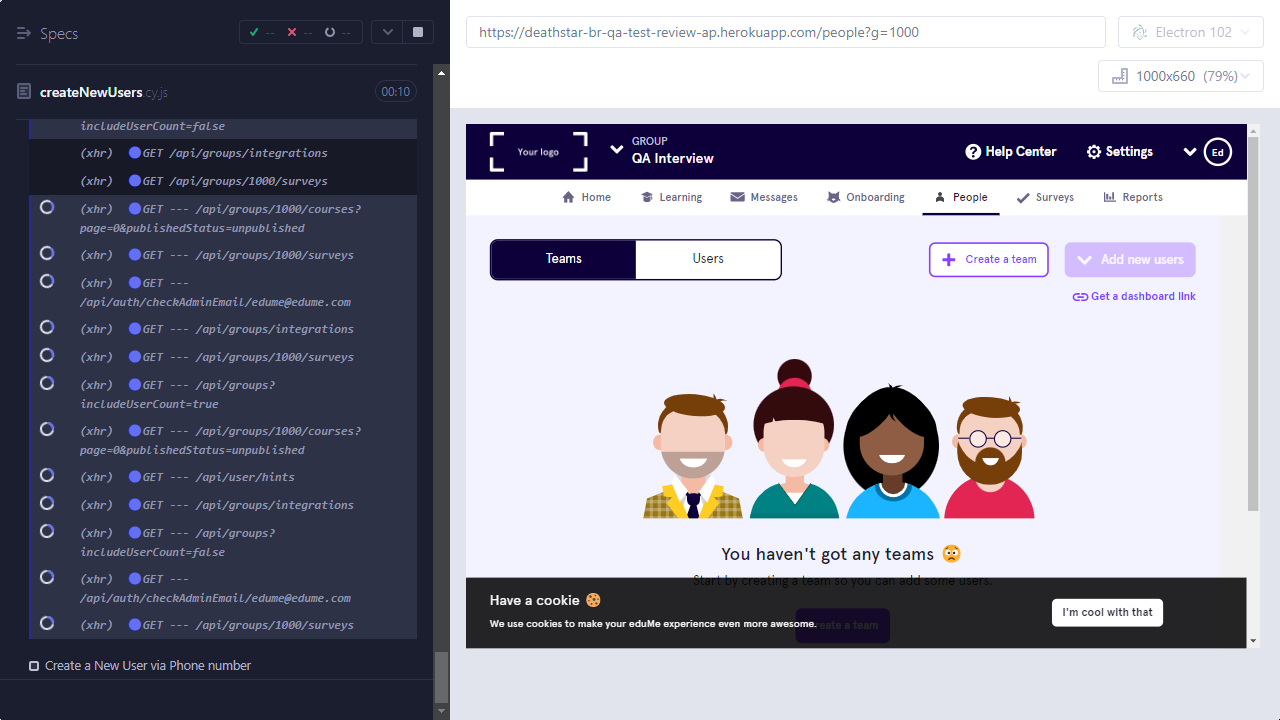 Specs
-- -- --
https://deathstar-br-qa-test-review-ap.herokuapp.com/people?g=1000
Electron 102
1000x660 (79%)
createNewUsers cy.js
00:10
includeUserCount=false
(xhr) GET /api/groups/integrations
(xhr) GET /api/groups/1000/surveys
(xhr) GET --- /api/groups/1000/courses?
page=0&publishedStatus=unpublished
(xhr) GET --- /api/groups/1000/surveys
(xhr) GET ---
/api/auth/checkAdminEmail/edume@edume.com
(xhr) GET --- /api/groups/integrations
(xhr) GET --- /api/groups/1000/surveys
(xhr) GET --- /api/groups?
includeUserCount=true
(xhr) GET --- /api/groups/1000/courses?
page=0&publishedStatus=unpublished
(xhr) GET --- /api/user/hints
(xhr) GET --- /api/groups/integrations
(xhr) GET --- /api/groups?
includeUserCount=false
(xhr) GET ---
/api/auth/checkAdminEmail/edume@edume.com
(xhr) GET --- /api/groups/1000/surveys
Create a New User via Phone number
Your logo
GROUP
QA Interview
Help Center
Settings
Ed
Home
Learning
Messages
Onboarding
People
Surveys
Reports
Teams
Users
Create a team
Add new users
Get a dashboard link
You haven't got any teams 😳
Start by creating a team so you can add some users.
Have a cookie 🍪
We use cookies to make your eduMe experience even more awesome.
Create a team
I'm cool with that